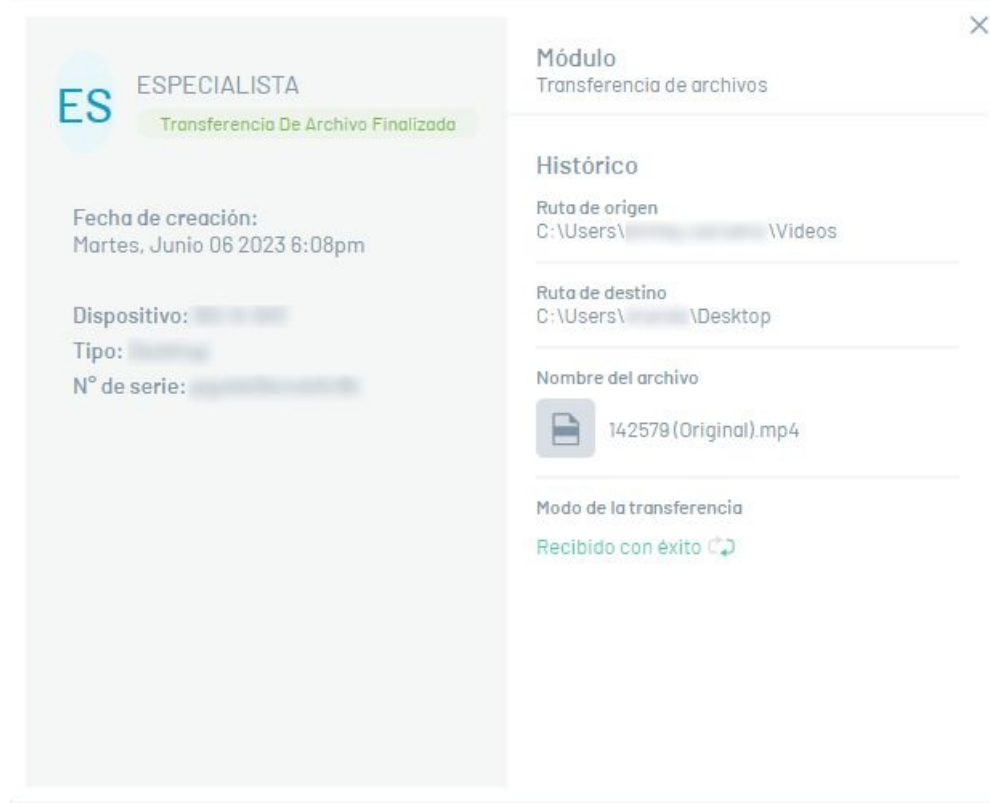 ES
ESPECIALISTA
Transferencia De Archivo Finalizada
Fecha de creación:
Martes, Junio 06 2023 6:08pm
Dispositivo:
Tipo:
N° de serie:
Módulo
Transferencia de archivos
Histórico
Ruta de origen
C:\Users\ \Videos
Ruta de destino
C:\Users\ \Desktop
Nombre del archivo
142579 (Original).mp4
Modo de la transferencia
Recibido con éxito